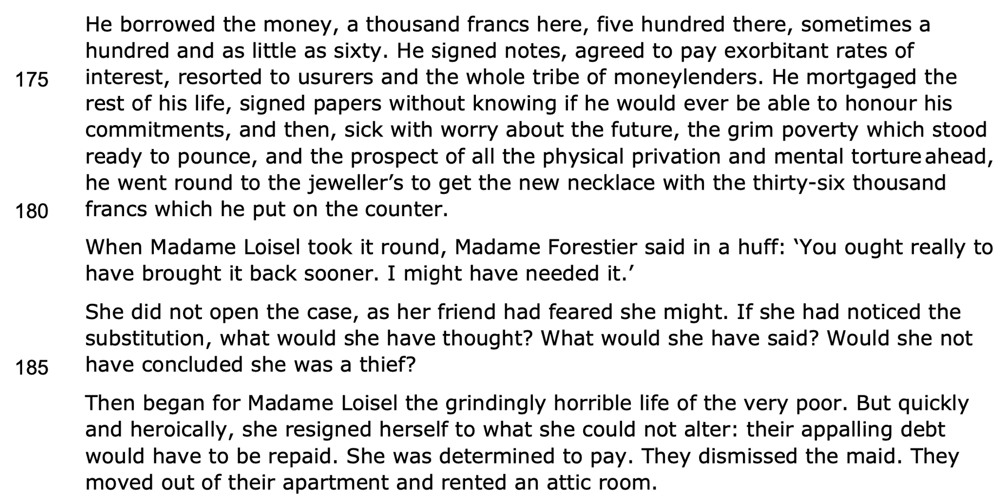 He borrowed the money, a thousand francs here, five hundred there, sometimes a
hundred and as little as sixty. He signed notes, agreed to pay exorbitant rates of
175 interest, resorted to usurers and the whole tribe of moneylenders. He mortgaged the
rest of his life, signed papers without knowing if he would ever be able to honour his
commitments, and then, sick with worry about the future, the grim poverty which stood
ready to pounce, and the prospect of all the physical privation and mental torture ahead,
he went round to the jeweller’s to get the new necklace with the thirty-six thousand
180 francs which he put on the counter.
When Madame Loisel took it round, Madame Forestier said in a huff: ‘You ought really to
have brought it back sooner. I might have needed it.’
She did not open the case, as her friend had feared she might. If she had noticed the
substitution, what would she have thought? What would she have said? Would she not
185 have concluded she was a thief?
Then began for Madame Loisel the grindingly horrible life of the very poor. But quickly
and heroically, she resigned herself to what she could not alter: their appalling debt
would have to be repaid. She was determined to pay. They dismissed the maid. They
moved out of their apartment and rented an attic room.